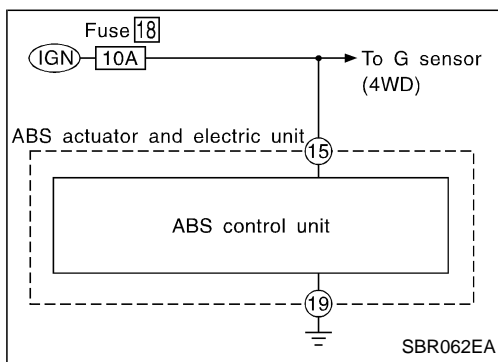 Fuse 18
IGN 10A To G sensor
(4WD)
ABS actuator and electric unit
15
ABS control unit
19
SBR062EA